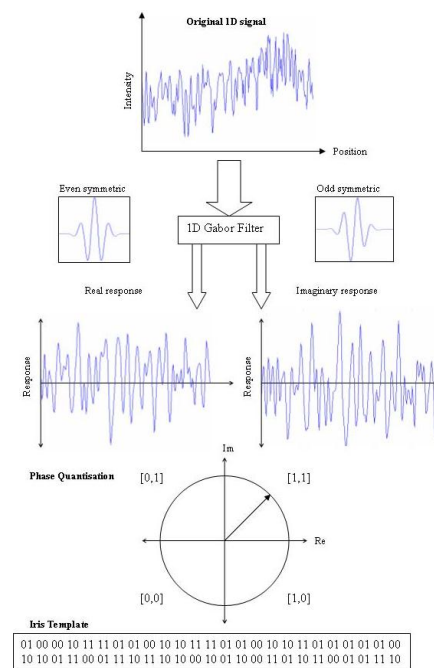 Original 1D signal
Intensity
Position
Even symmetric
Odd symmetric
1D Gabor Filter
Real response
Imaginary response
Response
Response
Im
Phase Quantisation
[0,1]
[1,1]
Re
[0,0]
[1,0]
Iris Template
01 00 00 10 11 11 01 01 00 10 10 11 11 01 01 00 00 10 10 11 01 01 01 01 01 01
10 10 01 11 00 01 11 10 11 10 10 00 01 10 11 00 11 10 10 00 01 01 01 01 11 10